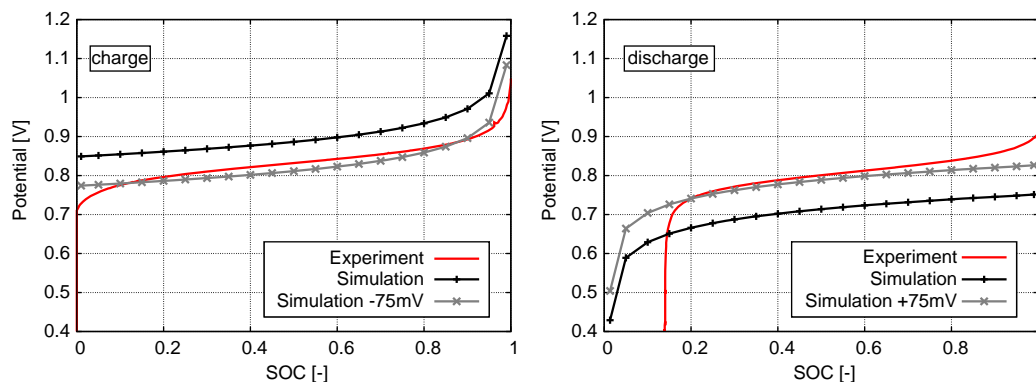 1.2
1.1
1
0.9
0.8
0.7
0.6
0.5
0.4
0 0.2 0.4 0.6 0.8 1
Potential [V]
SOC [-]
charge
Experiment
Simulation
Simulation -75mV
1.2
1.1
1
0.9
0.8
0.7
0.6
0.5
0.4
0 0.2 0.4 0.6 0.8
Potential [V]
SOC [-]
discharge
Experiment
Simulation
Simulation +75mV